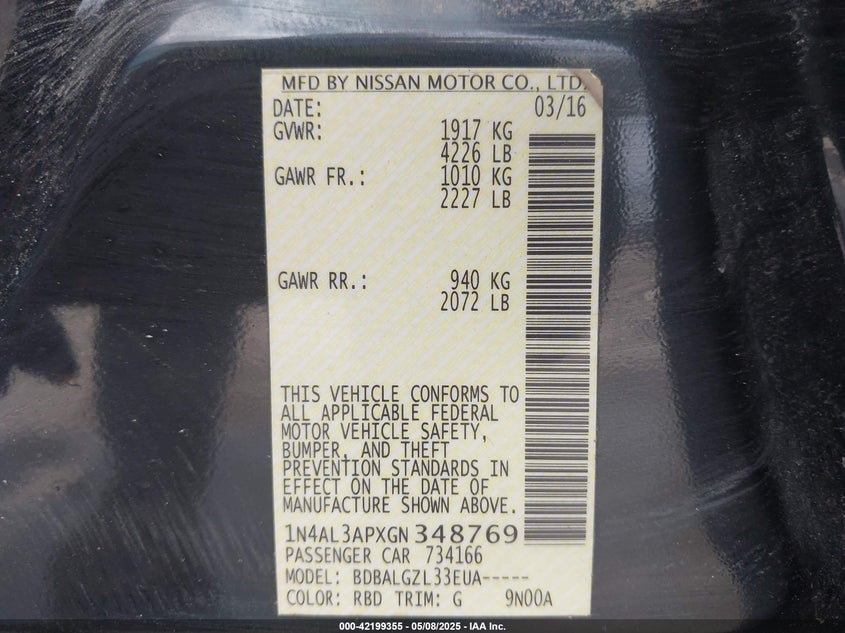 MFD BY NISSAN MOTOR CO., LTD.
DATE: 03/16
GVWR: 1917 KG
4226 LB
GAWR FR.: 1010 KG
2227 LB
GAWR RR.: 940 KG
2072 LB
THIS VEHICLE CONFORMS TO
ALL APPLICABLE FEDERAL
MOTOR VEHICLE SAFETY,
BUMPER, AND THEFT
PREVENTION STANDARDS IN
EFFECT ON THE DATE OF
MANUFACTURE SHOWN ABOVE.
1N4AL3APXGN348769
PASSENGER CAR 734166
MODEL: BDBALGZL33EUA-----
COLOR: RBD TRIM: G 9N00A
000-42199355 - 05/08/2025 - IAA Inc.